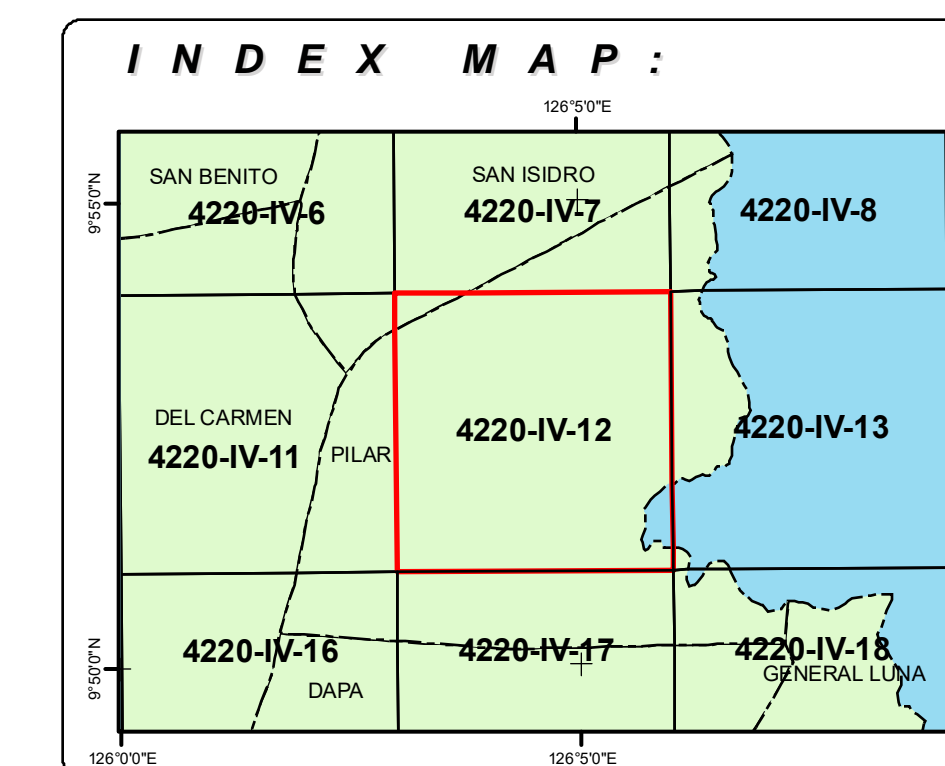 INDEX MAP:
126°5'0"E
SAN BENITO
SAN ISIDRO
9°55'0"N
4220-IV-6
4220-IV-7
4220-IV-8
DEL CARMEN
4220-IV-11
PILAR
4220-IV-12
4220-IV-13
9°50'0"N
4220-IV-16
4220-IV-17
4220-IV-18
GENERAL LUNA
DAPA
126°0'0"E
126°5'0"E